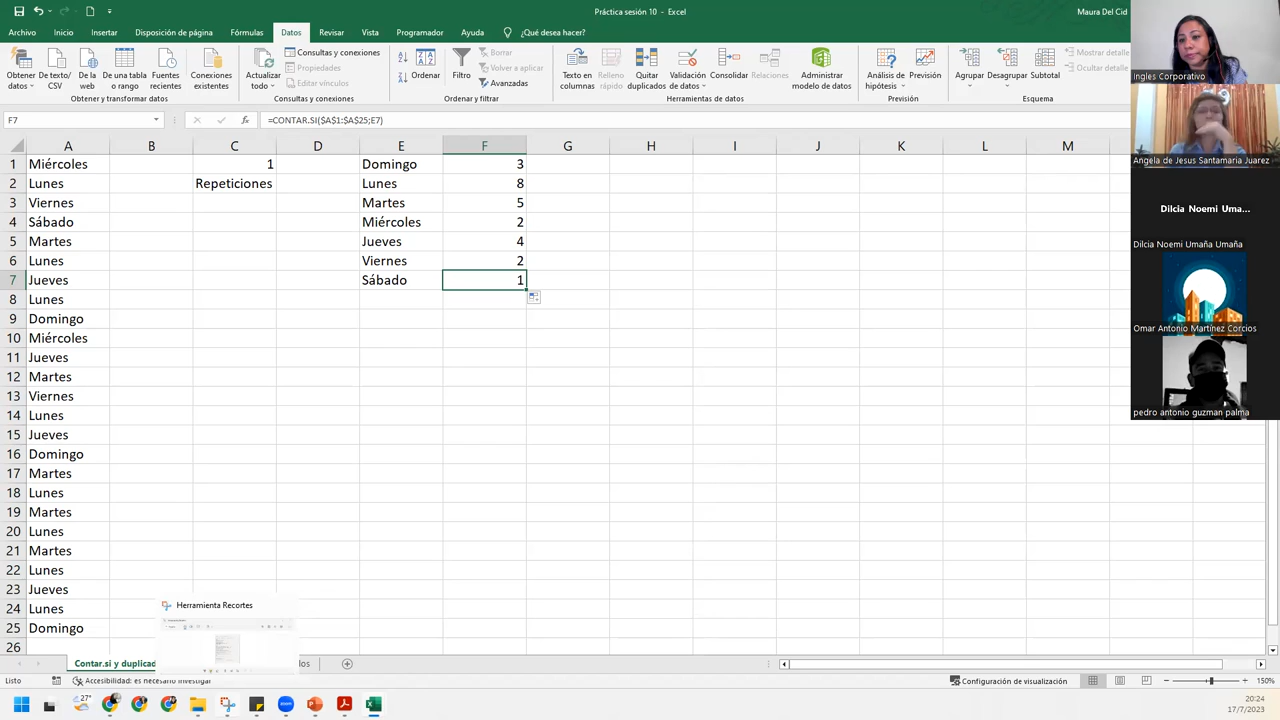 Práctica sesión 10 - Excel
Maura Del Cid
Archivo Inicio Insertar Disposición de página Fórmulas Datos Revisar Vista Programador Ayuda ¿Qué desea hacer?
Obtener datos
De texto/CSV
De la web
De una tabla o rango
Fuentes recientes
Conexiones existentes
Obtener y transformar datos
Actualizar todo
Consultas y conexiones
Propiedades
Editar vínculos
Consultas y conexiones
Ordenar
Filtro
Borrar
Volver a aplicar
Avanzadas
Ordenar y filtrar
Texto en columnas
Relleno rápido
Quitar duplicados
Validación de datos
Consolidar
Relaciones
Administrar modelo de datos
Herramientas de datos
Análisis de hipótesis
Previsión
Previsión
Agrupar
Desagrupar
Subtotal
Mostrar detalle
Ocultar detalle
Esquema
F7 fx =CONTAR.SI($A$1:$A$25;E7)
A B C D E F G H I J K L M
1 Miércoles 1 Domingo 3
2 Lunes Repeticiones Lunes 8
3 Viernes Martes 5
4 Sábado Miércoles 2
5 Martes Jueves 4
6 Lunes Viernes 2
7 Jueves Sábado 1
8 Lunes
9 Domingo
10 Miércoles
11 Jueves
12 Martes
13 Viernes
14 Lunes
15 Jueves
16 Domingo
17 Martes
18 Lunes
19 Martes
20 Lunes
21 Martes
22 Lunes
23 Jueves
24 Lunes
25 Domingo
26
Herramienta Recortes
Contar.si y duplicad
los
Listo
Accesibilidad: es necesario investigar
Configuración de visualización
150%
27°
zoom
20:24
17/7/2023
ingles Corporativo
Angela de Jesus Santamaria Juarez
Dilcia Noemi Uma...
Dilcia Noemi Umaña Umaña
Omar Antonio Martínez Corcios
pedro antonio guzman palma